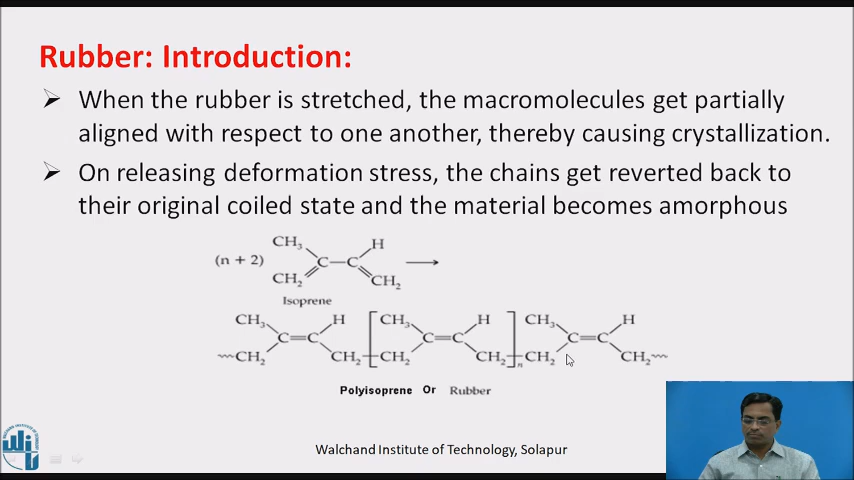 Rubber: Introduction:
When the rubber is stretched, the macromolecules get partially
aligned with respect to one another, thereby causing crystallization.
On releasing deformation stress, the chains get reverted back to
their original coiled state and the material becomes amorphous
CH₃ H
(n + 2) C—C
CH₂ CH₂
Isoprene
CH₃ H CH₃ H CH₃ H
C=C C=C C=C
CH₂ CH₂ CH₂ CH₂ n CH₂ CH₂
Polyisoprene Or Rubber
Walchand Institute of Technology, Solapur